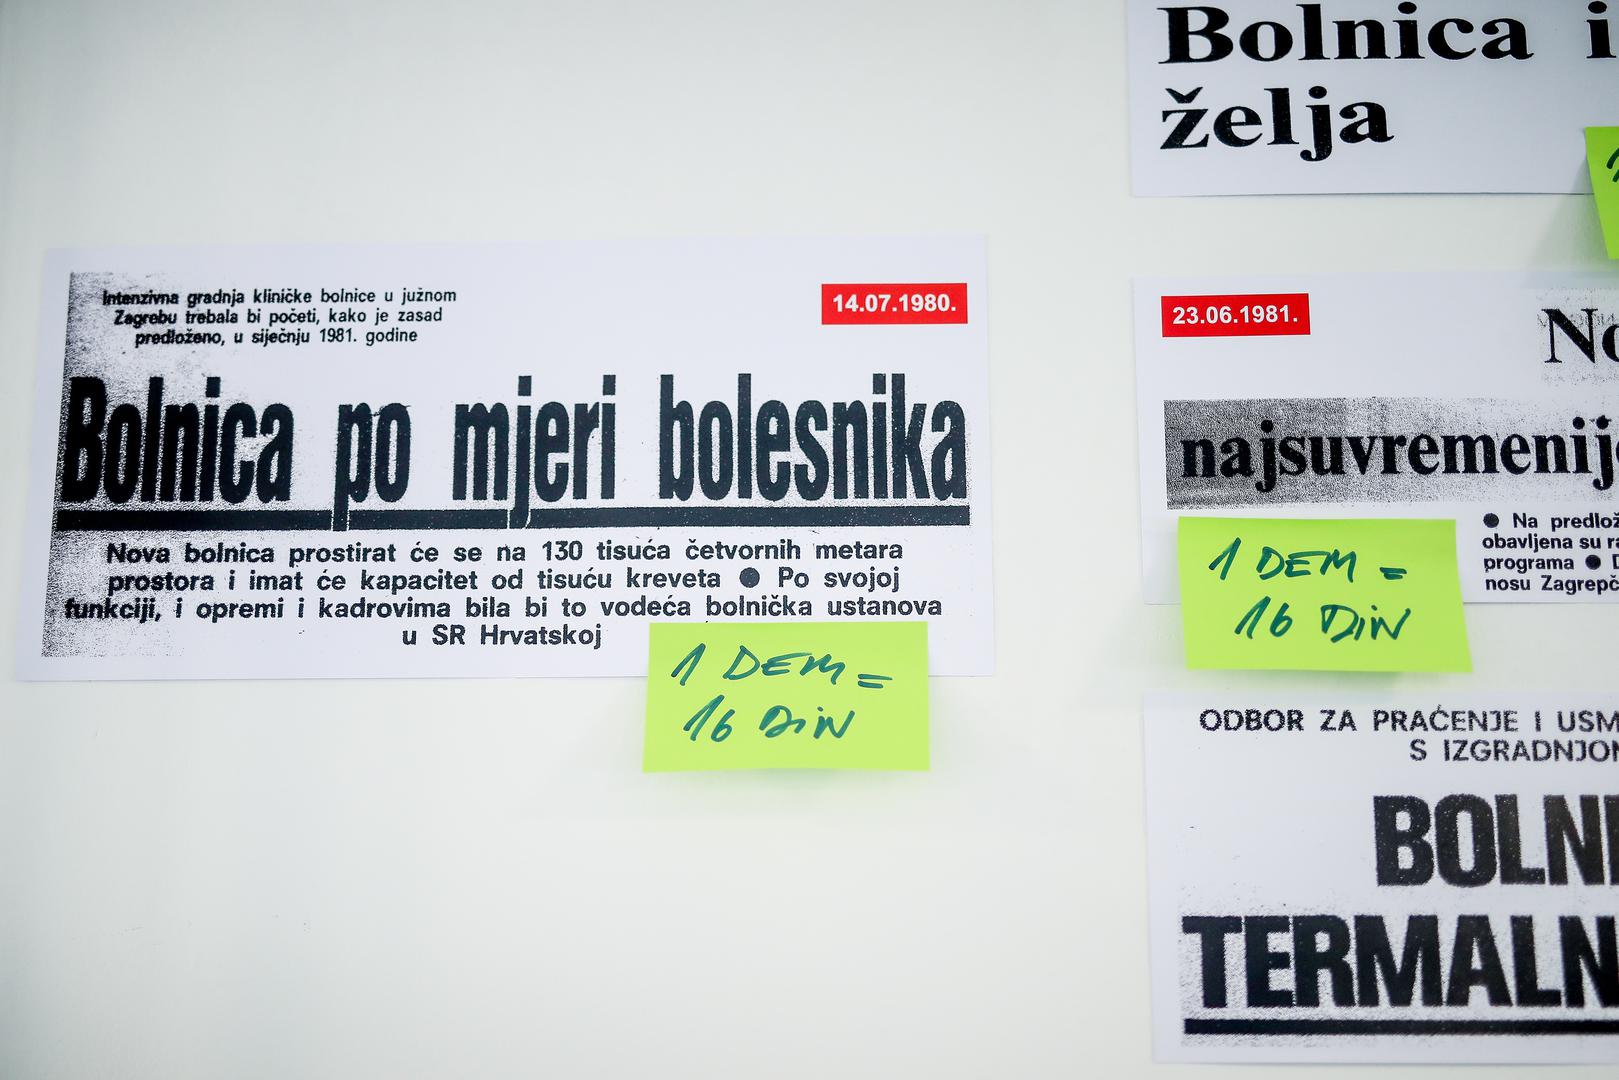 Intenzivna gradnja kliničke bolnice u južnom
Zagrebu trebala bi početi, kako je zasad
predloženo, u siječnju 1981. godine
14.07.1980.
Bolnica po mjeri bolesnika
Nova bolnica prostirat će se na 130 tisuća četvornih metara
prostora i imat će kapacitet od tisuću kreveta ● Po svojoj
funkciji, i opremi i kadrovima bila bi to vodeća bolnička ustanova
u SR Hrvatskoj
1 DEM =
16 DIN
Bolnica i
želja
23.06.1981.
No
najsuvremenij
● Na predlož
obavljena su ra
programa ●
nosu Zagrepč
1 DEM =
16 DIN
ODBOR ZA PRAĆENJE I USM
S IZGRADNJOM
BOLNI
TERMALN